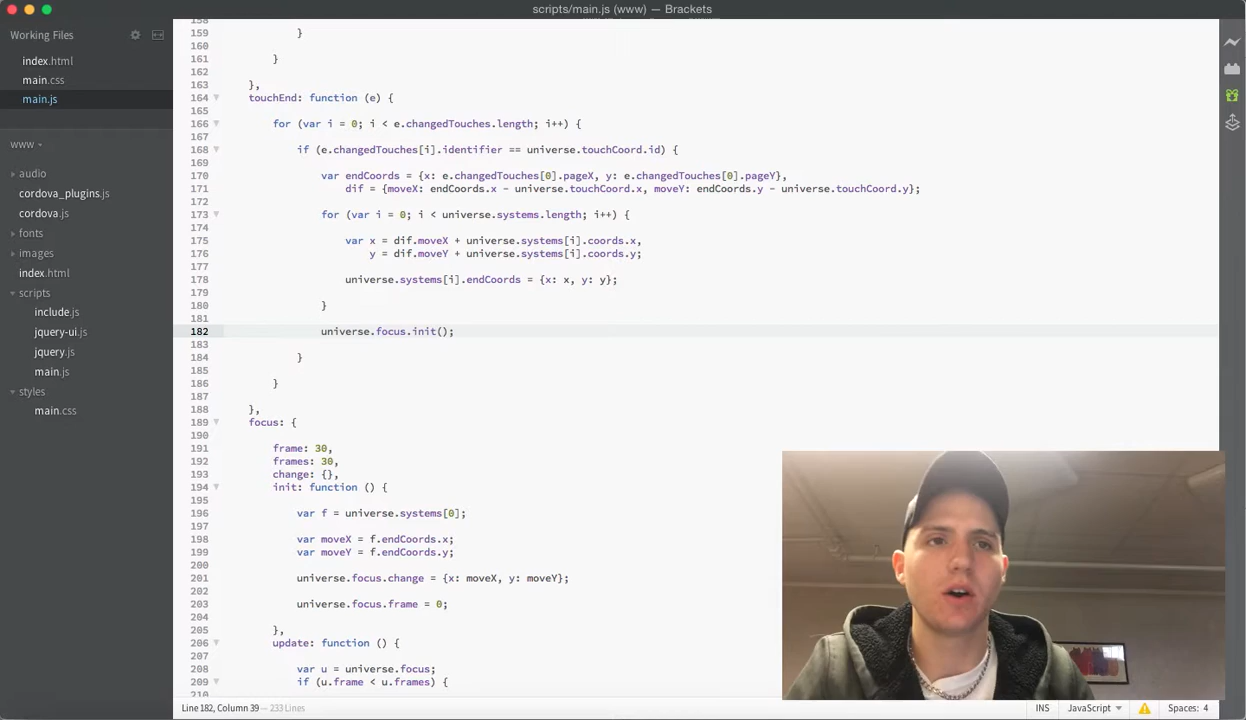 scripts/main.js (www) — Brackets
Working Files
index.html
main.css
main.js
www
audio
cordova_plugins.js
cordova.js
fonts
images
index.html
scripts
include.js
jquery-ui.js
jquery.js
main.js
styles
main.css
158
159 }
160
161 }
162
163 },
164 touchEnd: function (e) {
165
166 for (var i = 0; i < e.changedTouches.length; i++) {
167
168 if (e.changedTouches[i].identifier == universe.touchCoord.id) {
169
170 var endCoords = {x: e.changedTouches[0].pageX, y: e.changedTouches[0].pageY},
171 dif = {moveX: endCoords.x - universe.touchCoord.x, moveY: endCoords.y - universe.touchCoord.y};
172
173 for (var i = 0; i < universe.systems.length; i++) {
174
175 var x = dif.moveX + universe.systems[i].coords.x,
176 y = dif.moveY + universe.systems[i].coords.y;
177
178 universe.systems[i].endCoords = {x: x, y: y};
179
180 }
181
182 universe.focus.init();
183
184 }
185
186 }
187
188 },
189 focus: {
190
191 frame: 30,
192 frames: 30,
193 change: {},
194 init: function () {
195
196 var f = universe.systems[0];
197
198 var moveX = f.endCoords.x;
199 var moveY = f.endCoords.y;
200
201 universe.focus.change = {x: moveX, y: moveY};
202
203 universe.focus.frame = 0;
204
205 },
206 update: function () {
207
208 var u = universe.focus;
209 if (u.frame < u.frames) {
210
Line 182, Column 39 — 233 Lines
INS
JavaScript
Spaces: 4